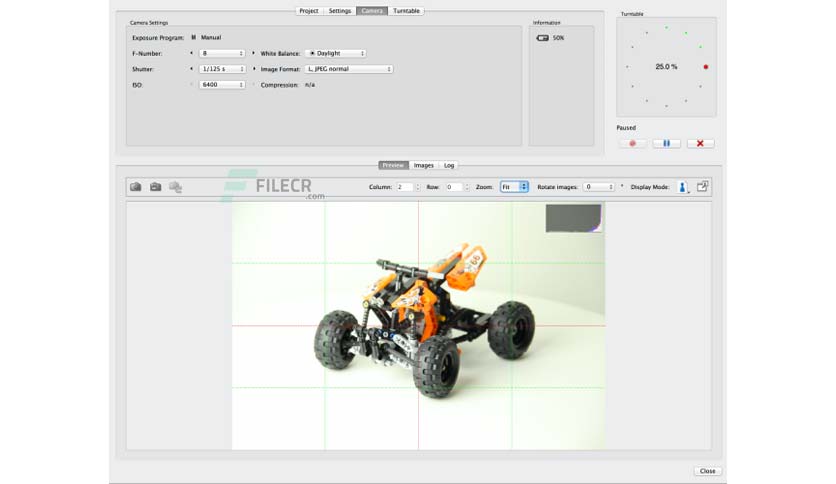 Project Settings Camera Turntable
Camera Settings
Information
Turntable
Exposure Program: M Manual
50%
F-Number: 8 White Balance: Daylight
Shutter: 1/125 s Image Format: L, JPEG normal
25.0 %
ISO: 6400 Compression: n/a
Paused
Preview Images Log
FILECR
.com
Column: 2 Row: 0 Zoom: Fit Rotate images: 0 ° Display Mode:
66
Close